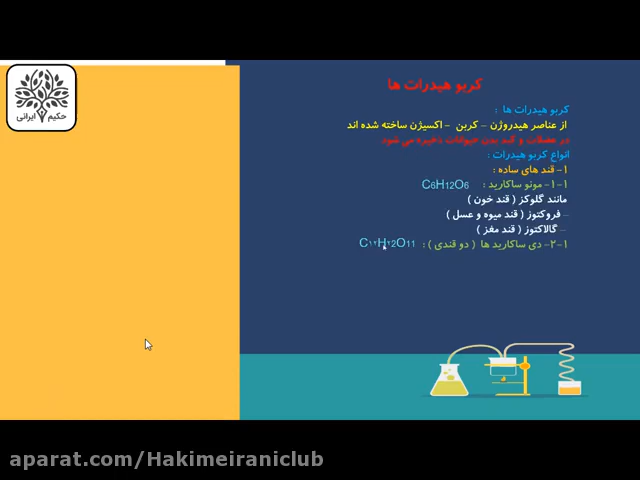 حکیم ایرانی
کربو هیدرات ها
کربو هیدرات ها :
از عناصر هیدروژن – کربن – اکسیژن ساخته شده اند
در عضلات و کبد بدن حیوانات ذخیره می شود
انواع کربو هیدرات :
1- قند های ساده :
۱-۱- مونو ساکارید : C6H12O6
مانند گلوکز ( قند خون )
– فروکتوز ( قند میوه و عسل )
– گالاکتوز ( قند مغز )
۲-۱- دی ساکارید ها ( دو قندی ) : C۱۲H۲2O11
aparat.com/Hakimeiraniclub